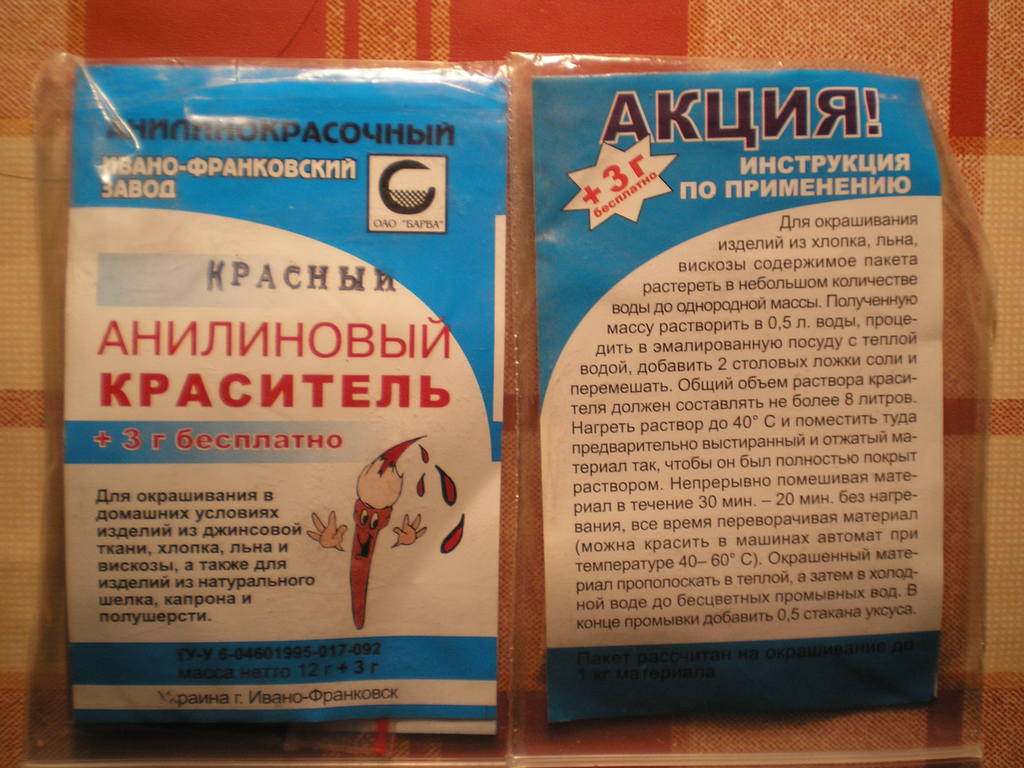 АНИЛИНОКРАСОЧНЫЙ
ИВАНО-ФРАНКОВСКИЙ
ЗАВОД
ОАО "БАРВА"
КРАСНЫЙ
АНИЛИНОВЫЙ
КРАСИТЕЛЬ
+ 3 г бесплатно
Для окрашивания в
домашних условиях
изделий из джинсовой
ткани, хлопка, льна и
вискозы, а также для
изделий из натурального
шелка, капрона и
полушерсти.
ТУ-У 6-04601995-017-092
масса нетто 12 г + 3 г
Украина г. Ивано-Франковск
АКЦИЯ!
+ 3 г
бесплатно
ИНСТРУКЦИЯ
ПО ПРИМЕНЕНИЮ
Для окрашивания
изделий из хлопка, льна,
вискозы содержимое пакета
растереть в небольшом количестве
воды до однородной массы. Полученную
массу растворить в 0,5 л. воды, проце-
дить в эмалированную посуду с теплой
водой, добавить 2 столовых ложки соли и
перемешать. Общий объем раствора краси-
теля должен составлять не более 8 литров.
Нагреть раствор до 40° С и поместить туда
предварительно выстиранный и отжатый ма-
териал так, чтобы он был полностью покрыт
раствором. Непрерывно помешивая мате-
риал в течение 30 мин. – 20 мин. без нагре-
вания, все время переворачивая материал
(можно красить в машинах автомат при
температуре 40– 60° С). Окрашенный мате-
риал прополоскать в теплой, а затем в холод-
ной воде до бесцветных промывных вод. В
конце промывки добавить 0,5 стакана уксуса.
Пакет рассчитан на окрашивание до
1 кг материала